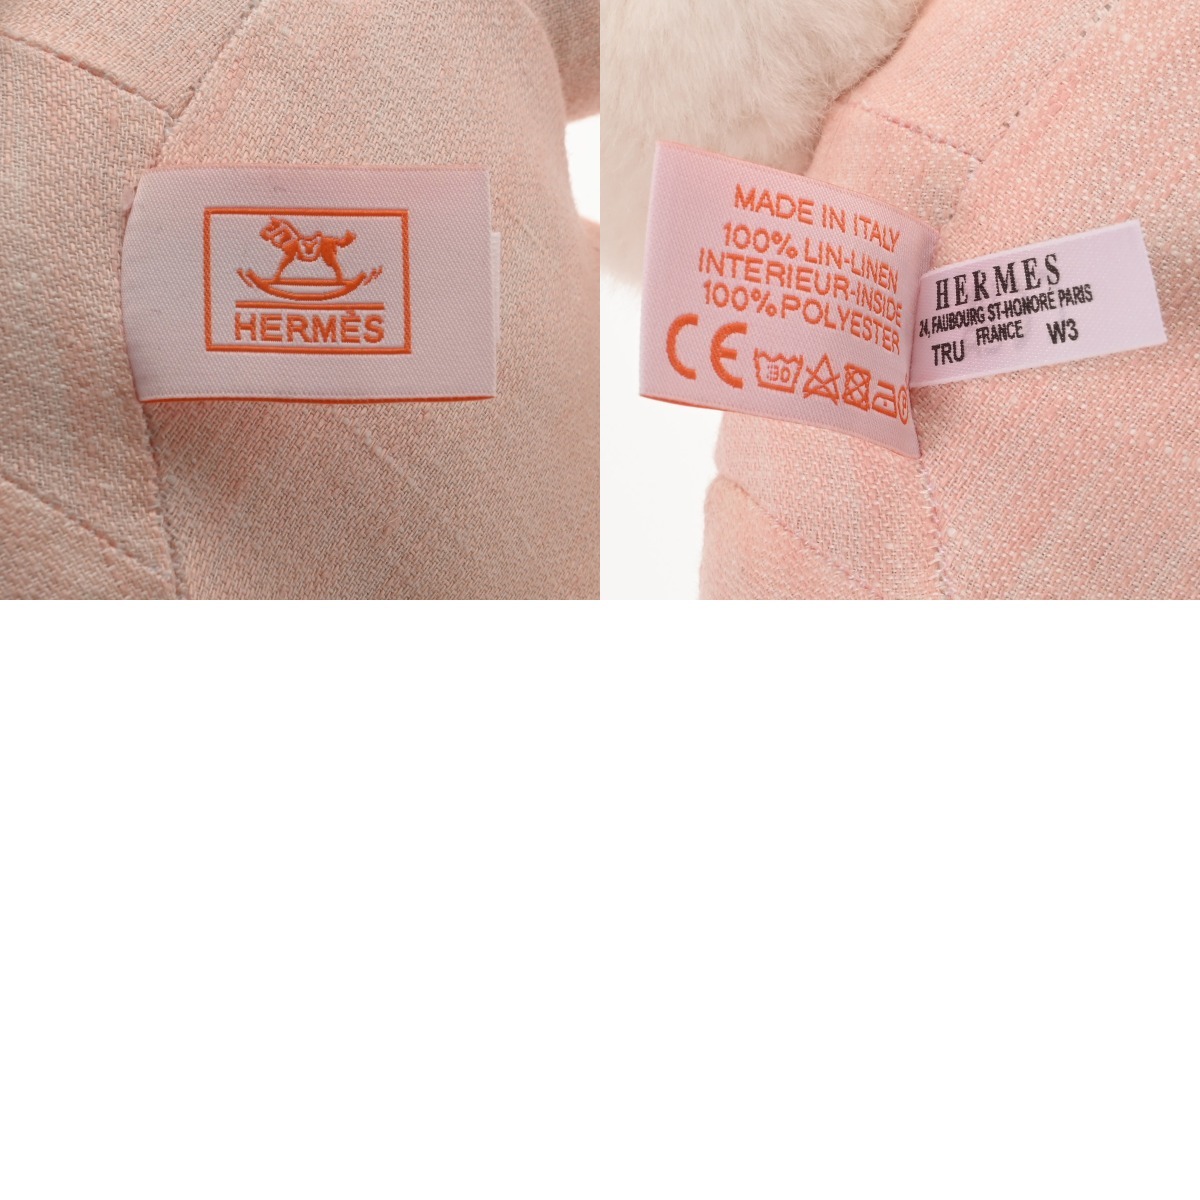 HERMÈS
MADE IN ITALY
100% LIN-LINEN
INTERIEUR-INSIDE
100%POLYESTER
CE
30
HERMES
24, FAUBOURG ST-HONORÉ PARIS
FRANCE
TRU W3